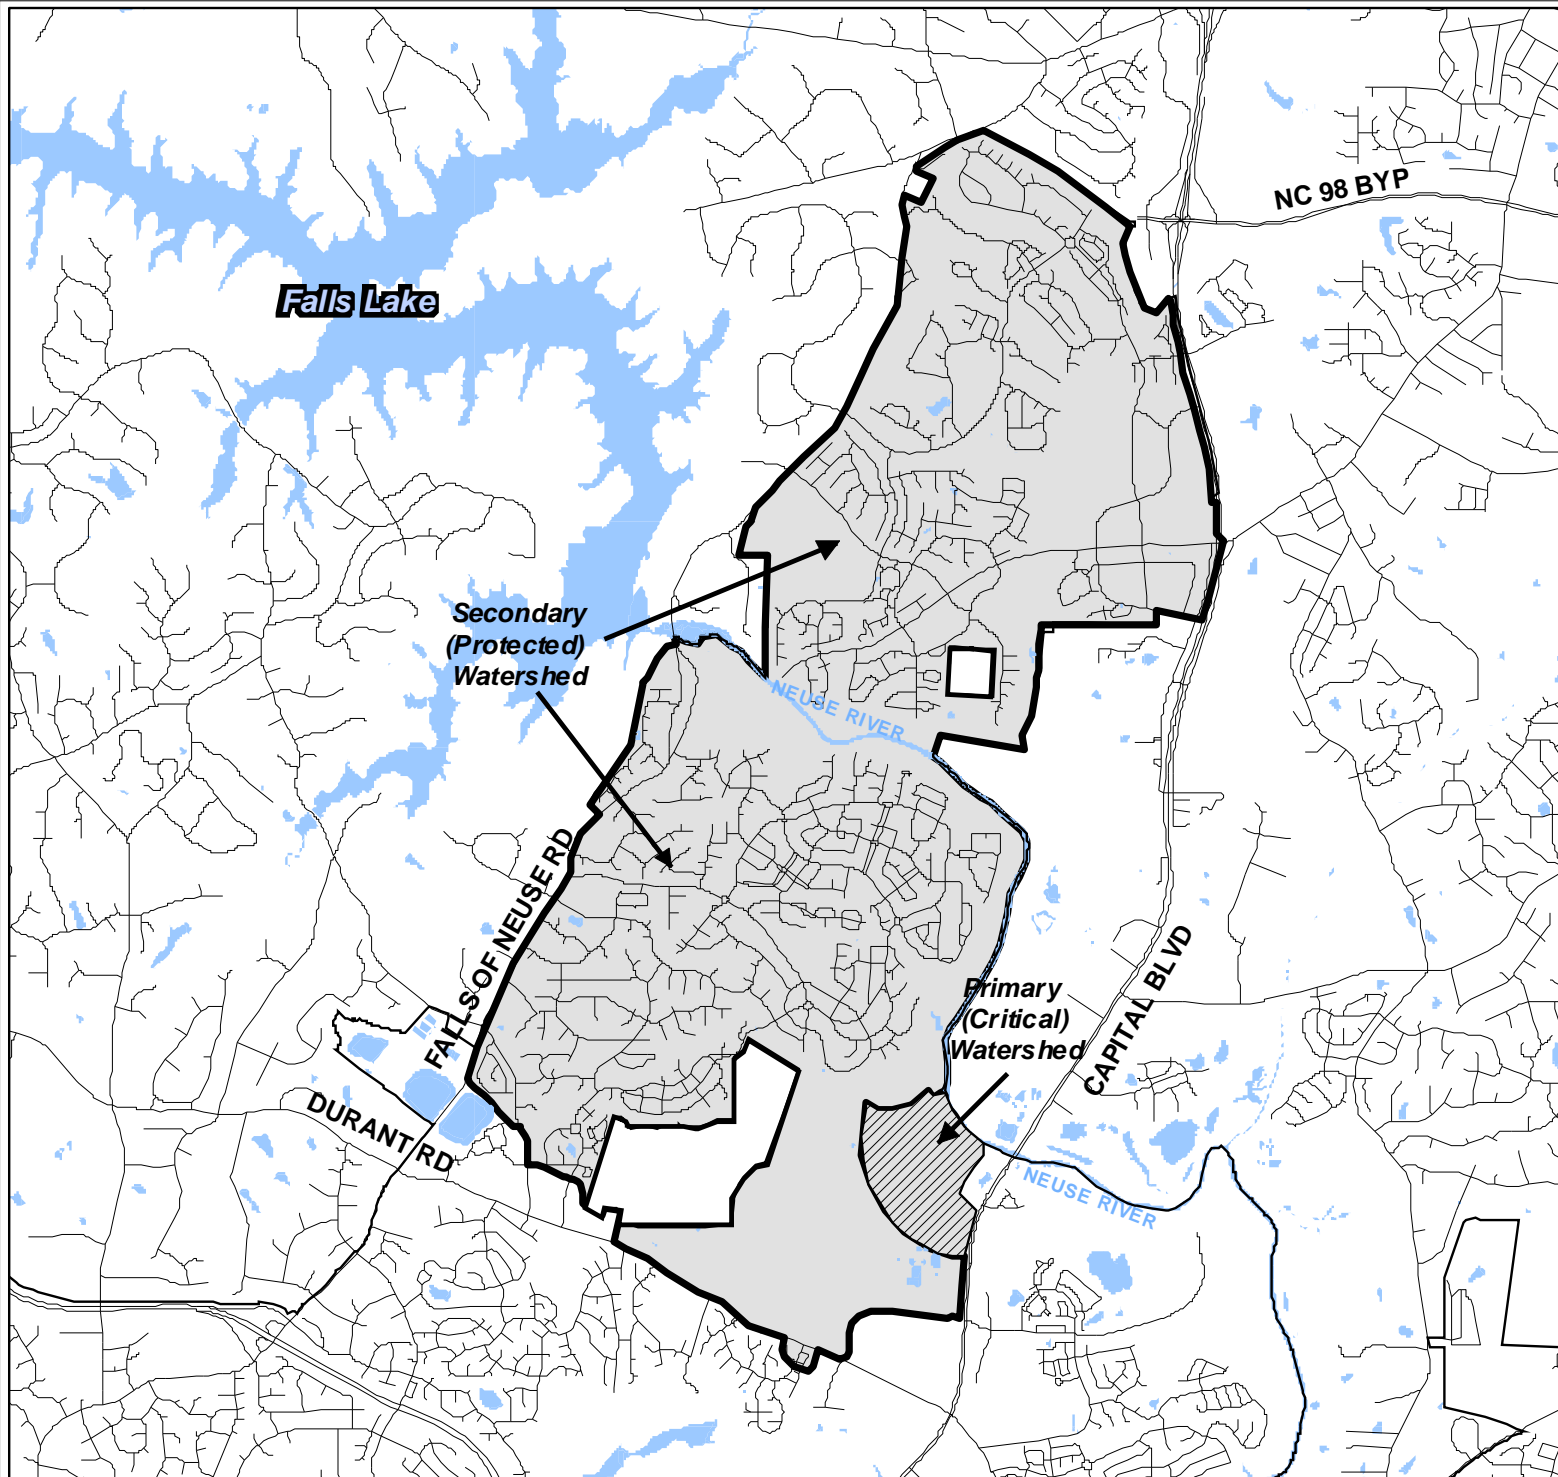 NC 98 BYP
Falls Lake
Secondary
(Protected)
Watershed
NEUSE RIVER
FALLS OF NEUSE RD
Primary
(Critical)
Watershed
CAPITAL BLVD
DURANT RD
NEUSE RIVER